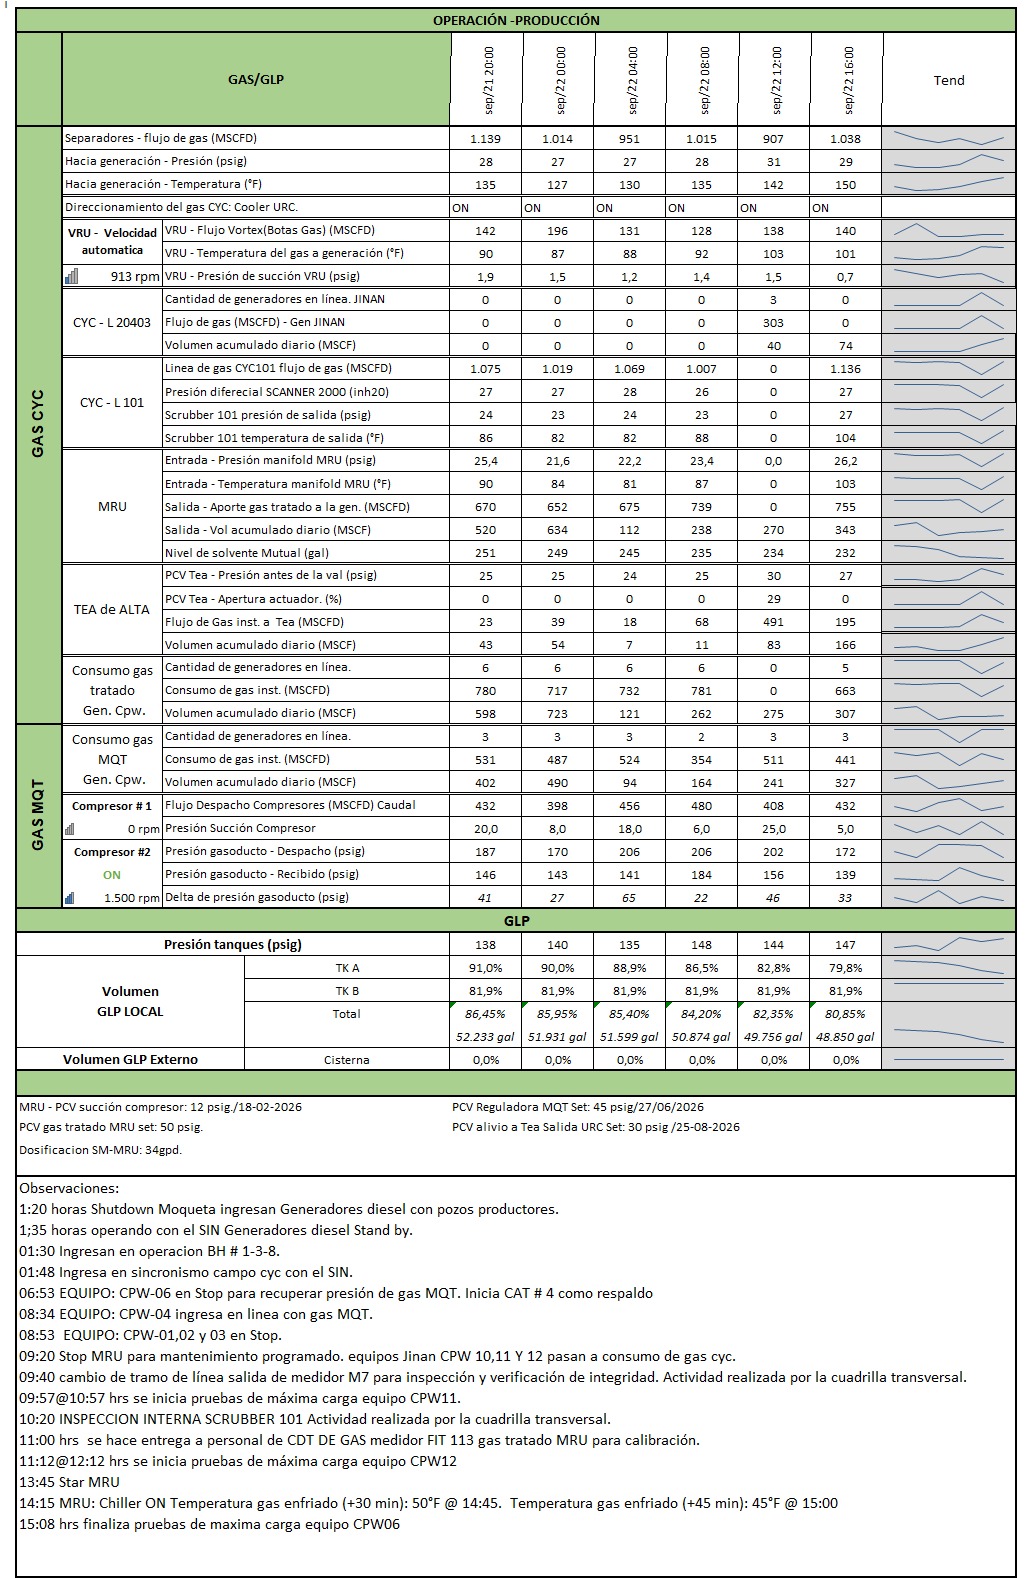 OPERACIÓN -PRODUCCIÓN
GAS/GLP sep/21 20:00 sep/22 00:00 sep/22 04:00 sep/22 08:00 sep/22 12:00 sep/22 16:00 Tend
GAS CYC
Separadores - flujo de gas (MSCFD) 1.139 1.014 951 1.015 907 1.038
Hacia generación - Presión (psig) 28 27 27 28 31 29
Hacia generación - Temperatura (°F) 135 127 130 135 142 150
Direccionamiento del gas CYC: Cooler URC. ON ON ON ON ON ON
VRU - Velocidad automatica
VRU - Flujo Vortex(Botas Gas) (MSCFD) 142 196 131 128 138 140
VRU - Temperatura del gas a generación (°F) 90 87 88 92 103 101
913 rpm VRU - Presión de succión VRU (psig) 1,9 1,5 1,2 1,4 1,5 0,7
CYC - L 20403
Cantidad de generadores en línea. JINAN 0 0 0 0 3 0
Flujo de gas (MSCFD) - Gen JINAN 0 0 0 0 303 0
Volumen acumulado diario (MSCF) 0 0 0 0 40 74
CYC - L 101
Linea de gas CYC101 flujo de gas (MSCFD) 1.075 1.019 1.069 1.007 0 1.136
Presión diferecial SCANNER 2000 (inh20) 27 27 28 26 0 27
Scrubber 101 presión de salida (psig) 24 23 24 23 0 27
Scrubber 101 temperatura de salida (°F) 86 82 82 88 0 104
MRU
Entrada - Presión manifold MRU (psig) 25,4 21,6 22,2 23,4 0,0 26,2
Entrada - Temperatura manifold MRU (°F) 90 84 81 87 0 103
Salida - Aporte gas tratado a la gen. (MSCFD) 670 652 675 739 0 755
Salida - Vol acumulado diario (MSCF) 520 634 112 238 270 343
Nivel de solvente Mutual (gal) 251 249 245 235 234 232
TEA de ALTA
PCV Tea - Presión antes de la val (psig) 25 25 24 25 30 27
PCV Tea - Apertura actuador. (%) 0 0 0 0 29 0
Flujo de Gas inst. a Tea (MSCFD) 23 39 18 68 491 195
Volumen acumulado diario (MSCF) 43 54 7 11 83 166
Consumo gas tratado Gen. Cpw.
Cantidad de generadores en línea. 6 6 6 6 0 5
Consumo de gas inst. (MSCFD) 780 717 732 781 0 663
Volumen acumulado diario (MSCF) 598 723 121 262 275 307
GAS MQT
Consumo gas MQT Gen. Cpw.
Cantidad de generadores en línea. 3 3 3 2 3 3
Consumo de gas inst. (MSCFD) 531 487 524 354 511 441
Volumen acumulado diario (MSCF) 402 490 94 164 241 327
Compresor # 1 Flujo Despacho Compresores (MSCFD) Caudal 432 398 456 480 408 432
0 rpm Presión Succión Compresor 20,0 8,0 18,0 6,0 25,0 5,0
Compresor #2 Presión gasoducto - Despacho (psig) 187 170 206 206 202 172
ON Presión gasoducto - Recibido (psig) 146 143 141 184 156 139
1.500 rpm Delta de presión gasoducto (psig) 41 27 65 22 46 33
GLP
Presión tanques (psig) 138 140 135 148 144 147
Volumen GLP LOCAL
TK A 91,0% 90,0% 88,9% 86,5% 82,8% 79,8%
TK B 81,9% 81,9% 81,9% 81,9% 81,9% 81,9%
Total 86,45% 85,95% 85,40% 84,20% 82,35% 80,85%
52.233 gal 51.931 gal 51.599 gal 50.874 gal 49.756 gal 48.850 gal
Volumen GLP Externo Cisterna 0,0% 0,0% 0,0% 0,0% 0,0% 0,0%
MRU - PCV succión compresor: 12 psig./18-02-2026 PCV Reguladora MQT Set: 45 psig/27/06/2026
PCV gas tratado MRU set: 50 psig. PCV alivio a Tea Salida URC Set: 30 psig /25-08-2026
Dosificacion SM-MRU: 34gpd.
Observaciones:
1:20 horas Shutdown Moqueta ingresan Generadores diesel con pozos productores.
1;35 horas operando con el SIN Generadores diesel Stand by.
01:30 Ingresan en operacion BH # 1-3-8.
01:48 Ingresa en sincronismo campo cyc con el SIN.
06:53 EQUIPO: CPW-06 en Stop para recuperar presión de gas MQT. Inicia CAT # 4 como respaldo
08:34 EQUIPO: CPW-04 ingresa en linea con gas MQT.
08:53 EQUIPO: CPW-01,02 y 03 en Stop.
09:20 Stop MRU para mantenimiento programado. equipos Jinan CPW 10,11 Y 12 pasan a consumo de gas cyc.
09:40 cambio de tramo de línea salida de medidor M7 para inspección y verificación de integridad. Actividad realizada por la cuadrilla transversal.
09:57@10:57 hrs se inicia pruebas de máxima carga equipo CPW11.
10:20 INSPECCION INTERNA SCRUBBER 101 Actividad realizada por la cuadrilla transversal.
11:00 hrs se hace entrega a personal de CDT DE GAS medidor FIT 113 gas tratado MRU para calibración.
11:12@12:12 hrs se inicia pruebas de máxima carga equipo CPW12
13:45 Star MRU
14:15 MRU: Chiller ON Temperatura gas enfriado (+30 min): 50°F @ 14:45. Temperatura gas enfriado (+45 min): 45°F @ 15:00
15:08 hrs finaliza pruebas de maxima carga equipo CPW06